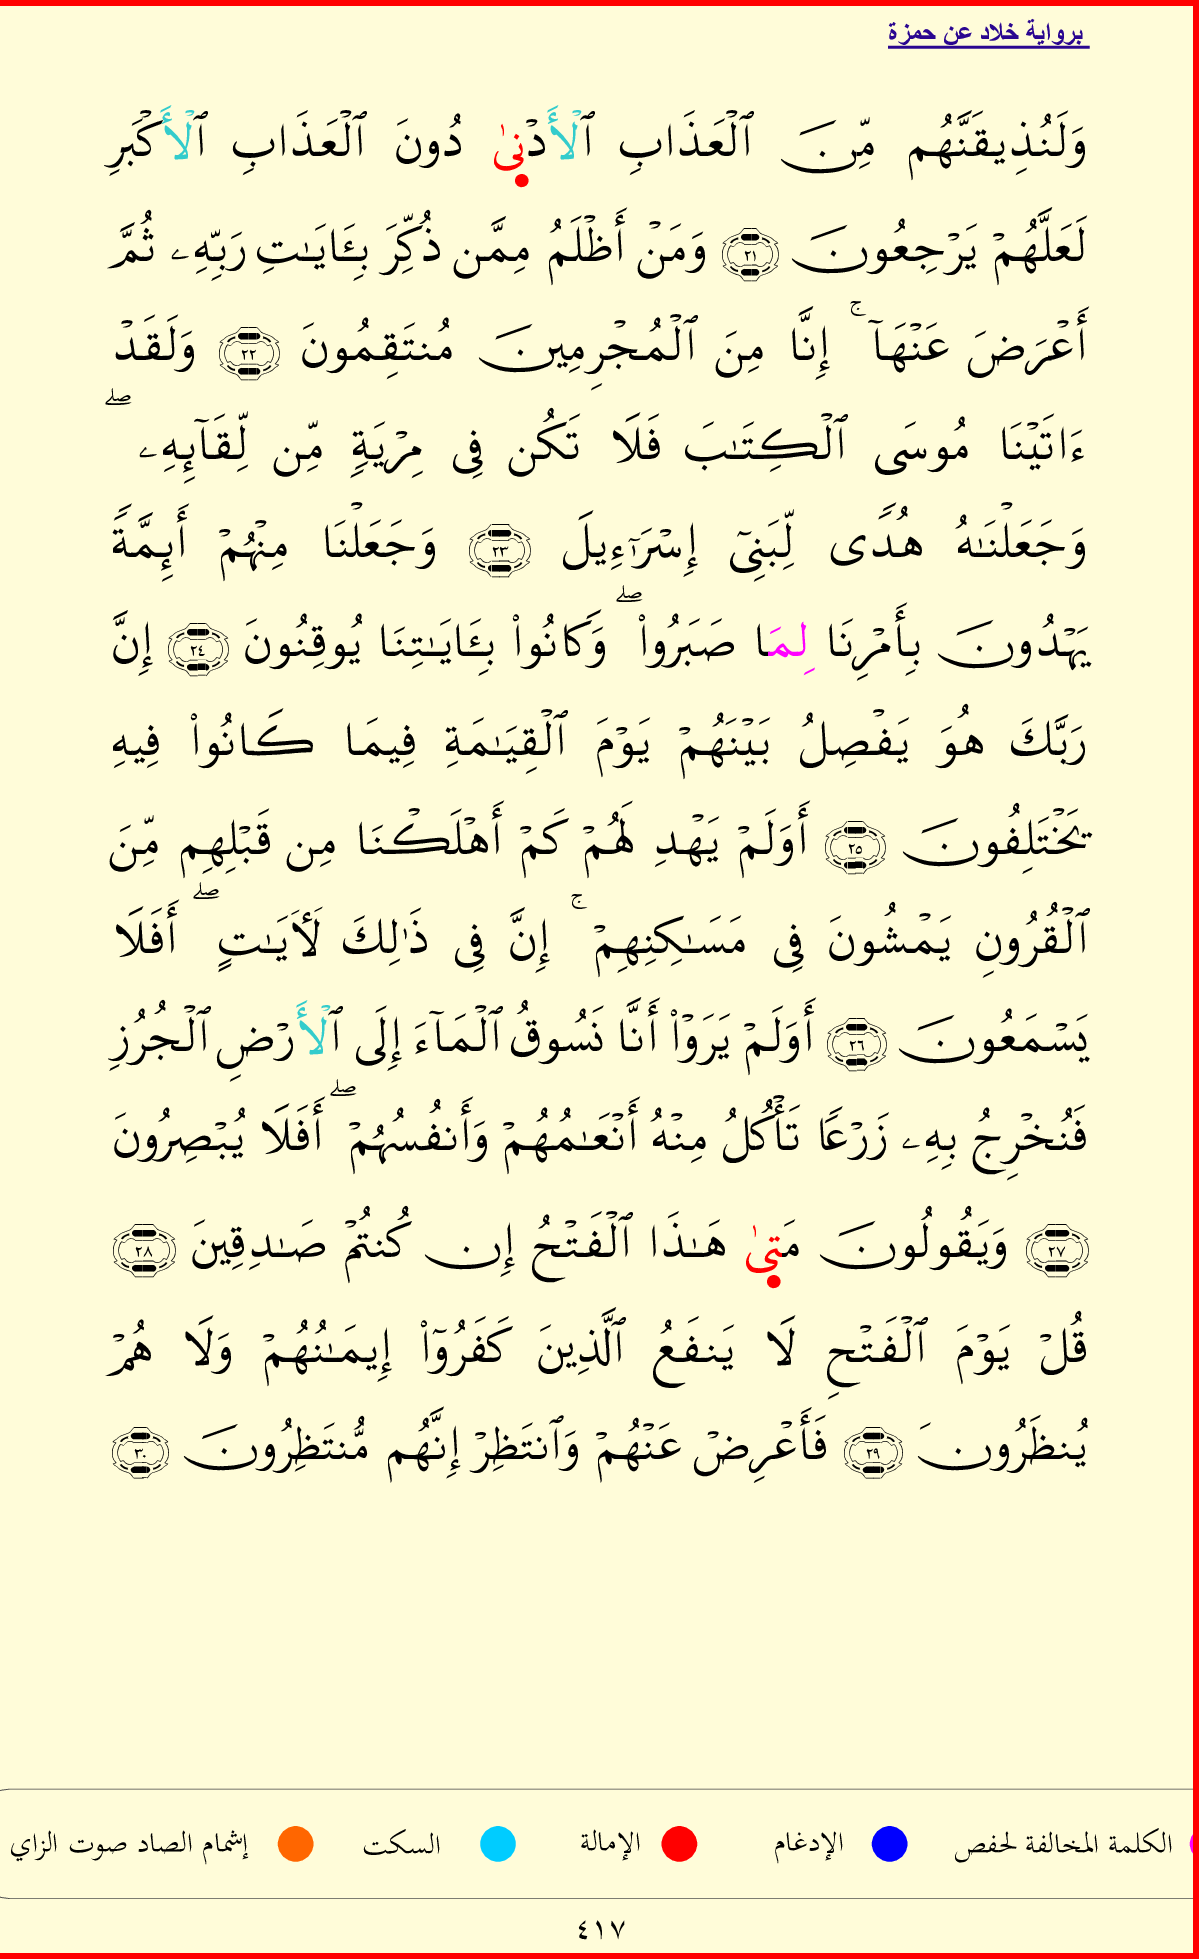 برواية خلاد عن حمزة
وَلَنُذِيقَنَّهُم مِّنَ ٱلْعَذَابِ ٱلْأَدْنىٰ دُونَ ٱلْعَذَابِ ٱلْأَكْبَرِ
لَعَلَّهُمْ يَرْجِعُونَ ٢١ وَمَنْ أَظْلَمُ مِمَّن ذُكِّرَ بِـَٔايَـٰتِ رَبِّهِۦ ثُمَّ
أَعْرَضَ عَنْهَآ ۚ إِنَّا مِنَ ٱلْمُجْرِمِينَ مُنتَقِمُونَ ٢٢ وَلَقَدْ
ءَاتَيْنَا مُوسَى ٱلْكِتَـٰبَ فَلَا تَكُن فِى مِرْيَةٍ مِّن لِّقَآئِهِۦ ۖ
وَجَعَلْنَـٰهُ هُدًى لِّبَنِىٓ إِسْرَٰٓءِيلَ ٢٣ وَجَعَلْنَا مِنْهُمْ أَئِمَّةً
يَهْدُونَ بِأَمْرِنَا لِمَا صَبَرُوا۟ ۖ وَكَانُوا۟ بِـَٔايَـٰتِنَا يُوقِنُونَ ٢٤ إِنَّ
رَبَّكَ هُوَ يَفْصِلُ بَيْنَهُمْ يَوْمَ ٱلْقِيَـٰمَةِ فِيمَا كَانُوا۟ فِيهِ
يَخْتَلِفُونَ ٢٥ أَوَلَمْ يَهْدِ لَهُمْ كَمْ أَهْلَكْنَا مِن قَبْلِهِم مِّنَ
ٱلْقُرُونِ يَمْشُونَ فِى مَسَـٰكِنِهِمْ ۚ إِنَّ فِى ذَٰلِكَ لَـَٔايَـٰتٍ ۖ أَفَلَا
يَسْمَعُونَ ٢٦ أَوَلَمْ يَرَوْا۟ أَنَّا نَسُوقُ ٱلْمَآءَ إِلَى ٱلْأَرْضِ ٱلْجُرُزِ
فَنُخْرِجُ بِهِۦ زَرْعًا تَأْكُلُ مِنْهُ أَنْعَـٰمُهُمْ وَأَنفُسُهُمْ ۖ أَفَلَا يُبْصِرُونَ
٢٧ وَيَقُولُونَ مَتىٰ هَـٰذَا ٱلْفَتْحُ إِن كُنتُمْ صَـٰدِقِينَ ٢٨
قُلْ يَوْمَ ٱلْفَتْحِ لَا يَنفَعُ ٱلَّذِينَ كَفَرُوٓا۟ إِيمَـٰنُهُمْ وَلَا هُمْ
يُنظَرُونَ ٢٩ فَأَعْرِضْ عَنْهُمْ وَٱنتَظِرْ إِنَّهُم مُّنتَظِرُونَ ٣٠
الكلمة المخالفة لحفص الإدغام الإمالة السكت إشمام الصاد صوت الزاي
٤١٧